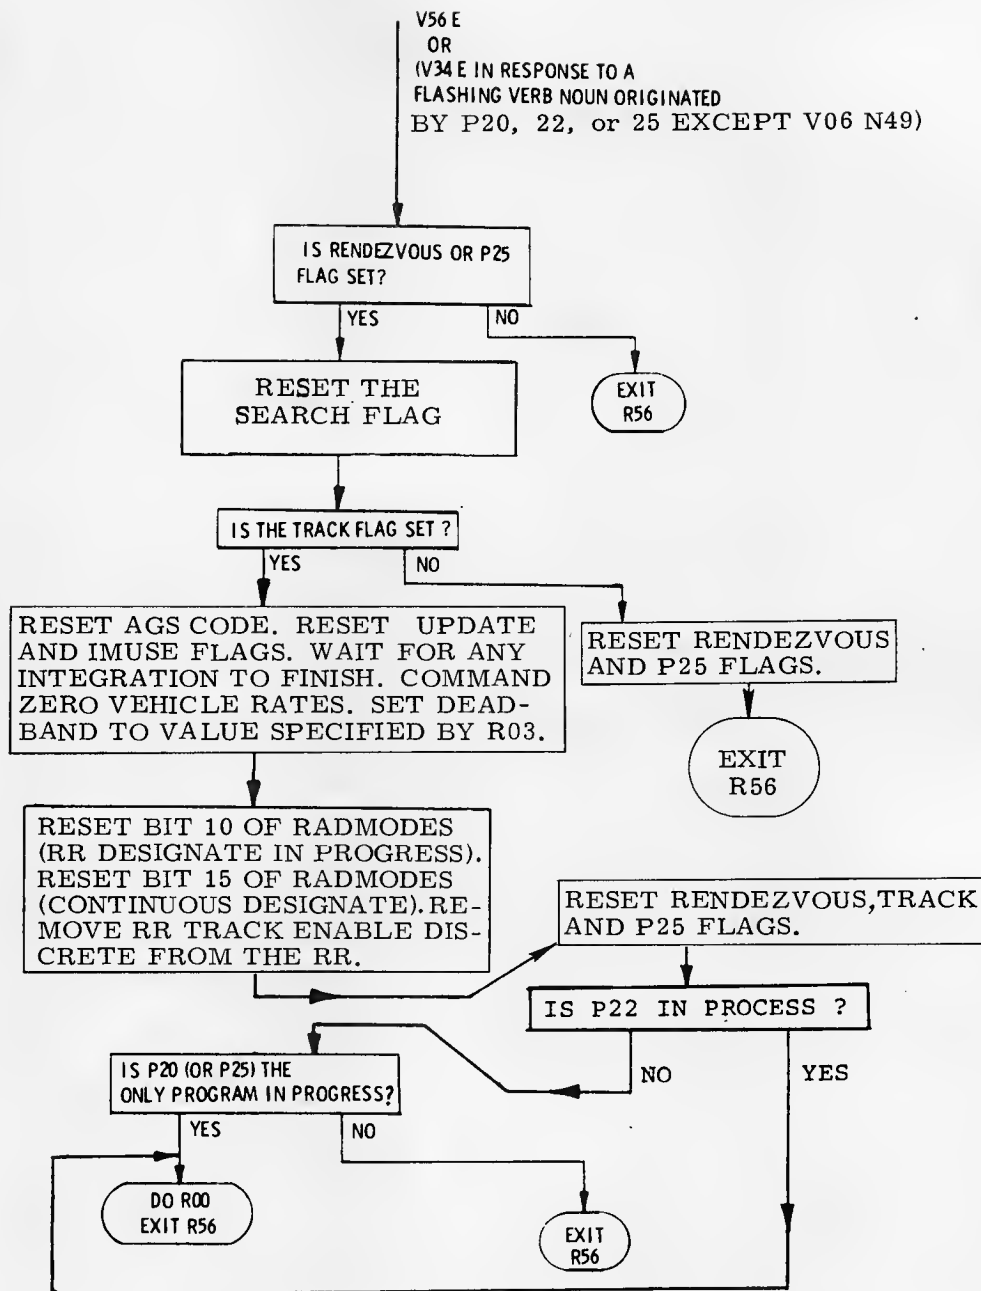 V56 E
OR
(V34 E IN RESPONSE TO A
FLASHING VERB NOUN ORIGINATED
BY P20, 22, or 25 EXCEPT V06 N49)
IS RENDEZVOUS OR P25
FLAG SET?
YES
NO
RESET THE
SEARCH FLAG
EXIT
R56
IS THE TRACK FLAG SET ?
YES
NO
RESET AGS CODE. RESET UPDATE
AND IMUSE FLAGS. WAIT FOR ANY
INTEGRATION TO FINISH. COMMAND
ZERO VEHICLE RATES. SET DEAD-
BAND TO VALUE SPECIFIED BY R03.
RESET RENDEZVOUS
AND P25 FLAGS.
EXIT
R56
RESET BIT 10 OF RADMODES
(RR DESIGNATE IN PROGRESS).
RESET BIT 15 OF RADMODES
(CONTINUOUS DESIGNATE). RE-
MOVE RR TRACK ENABLE DIS-
CRETE FROM THE RR.
RESET RENDEZVOUS, TRACK
AND P25 FLAGS.
IS P22 IN PROCESS ?
NO
YES
IS P20 (OR P25) THE
ONLY PROGRAM IN PROGRESS?
YES
NO
DO R00
EXIT R56
EXIT
R56